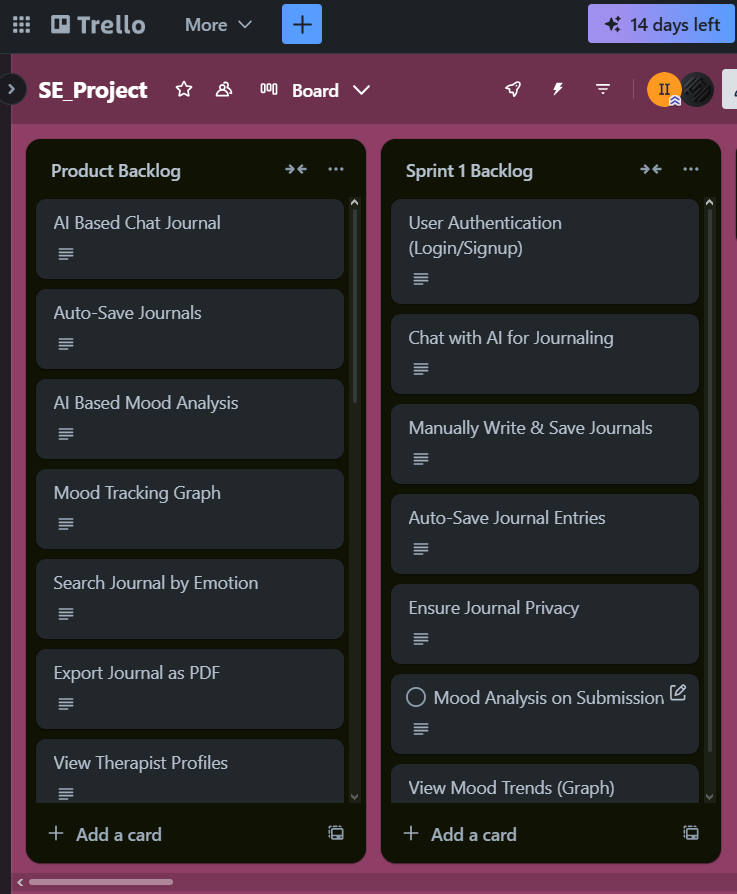 Trello
More
14 days left
SE_Project
Board
II
Product Backlog
AI Based Chat Journal
Auto-Save Journals
AI Based Mood Analysis
Mood Tracking Graph
Search Journal by Emotion
Export Journal as PDF
View Therapist Profiles
Add a card
Sprint 1 Backlog
User Authentication
(Login/Signup)
Chat with AI for Journaling
Manually Write & Save Journals
Auto-Save Journal Entries
Ensure Journal Privacy
Mood Analysis on Submission
View Mood Trends (Graph)
Add a card